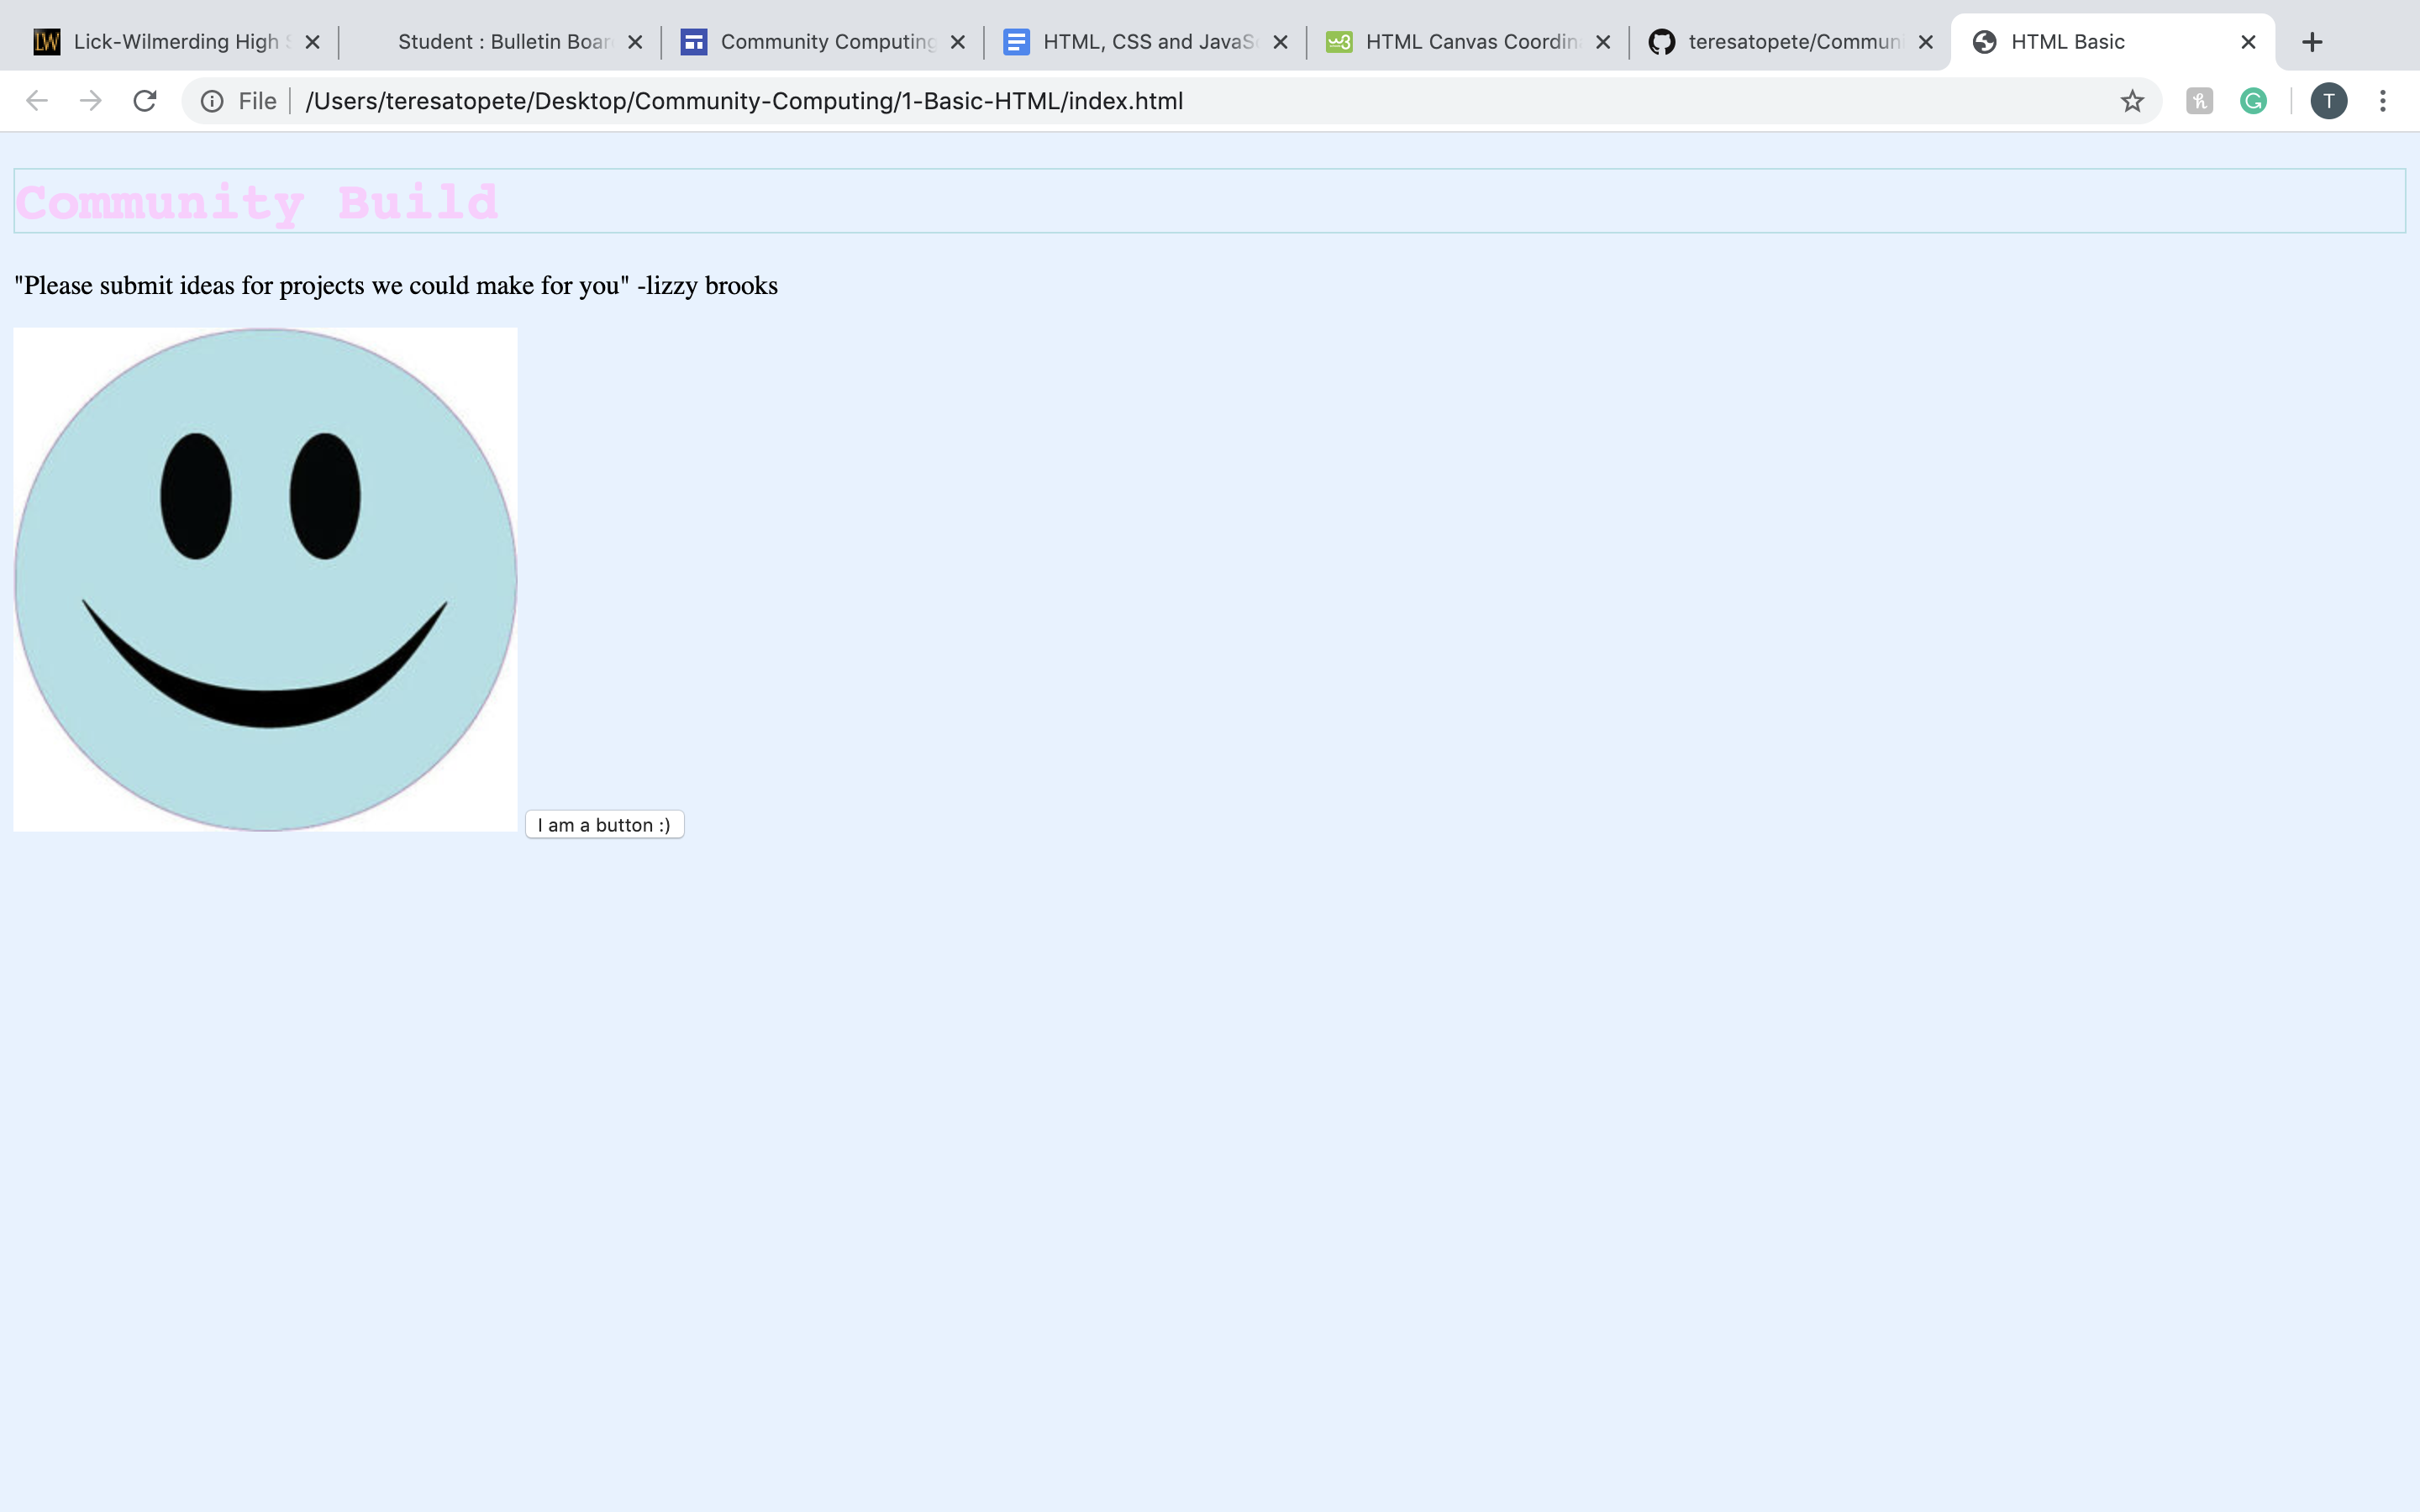 LW Lick-Wilmerding High
Student : Bulletin Boar
Community Computing
HTML, CSS and JavaSc
w3 HTML Canvas Coordin
teresatopete/Commun
HTML Basic
File /Users/teresatopete/Desktop/Community-Computing/1-Basic-HTML/index.html
h
G
T
Community Build
"Please submit ideas for projects we could make for you" -lizzy brooks
I am a button :)